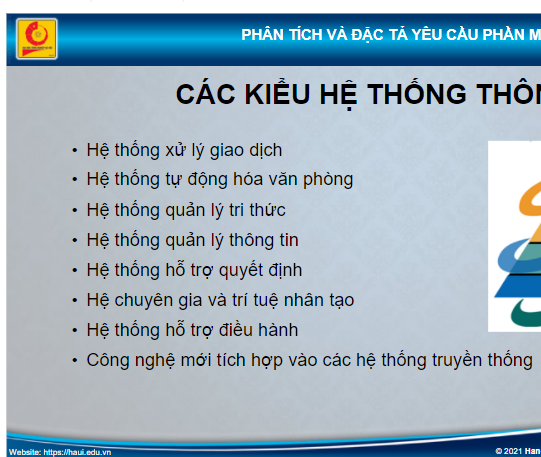 PHÂN TÍCH VÀ ĐẶC TẢ YÊU CẦU PHẦN M
CÁC KIỂU HỆ THỐNG THÔN
• Hệ thống xử lý giao dịch
• Hệ thống tự động hóa văn phòng
• Hệ thống quản lý tri thức
• Hệ thống quản lý thông tin
• Hệ thống hỗ trợ quyết định
• Hệ chuyên gia và trí tuệ nhân tạo
• Hệ thống hỗ trợ điều hành
• Công nghệ mới tích hợp vào các hệ thống truyền thống
Website: https://haui.edu.vn
© 2021 Han